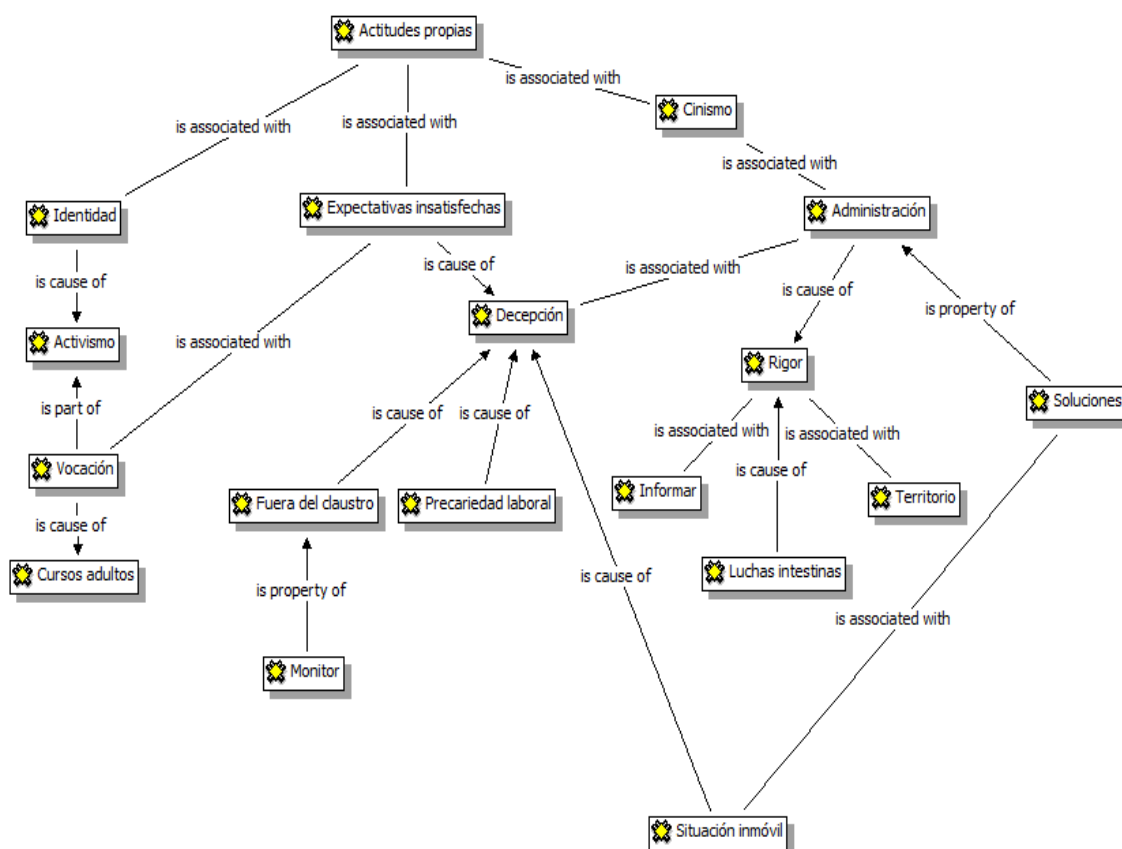 Actitudes propias
is associated with
Cinismo
is associated with
is associated with
is associated with
Identidad
Expectativas insatisfechas
Administración
is cause of
is cause of
is associated with
is cause of
is property of
Activismo
Decepción
is associated with
Rigor
is part of
is cause of
is cause of
is associated with
is associated with
Soluciones
Vocación
is cause of
Fuera del claustro
Precariedad laboral
Informar
Territorio
is cause of
Cursos adultos
is cause of
Luchas intestinas
is property of
is associated with
Monitor
Situación inmóvil